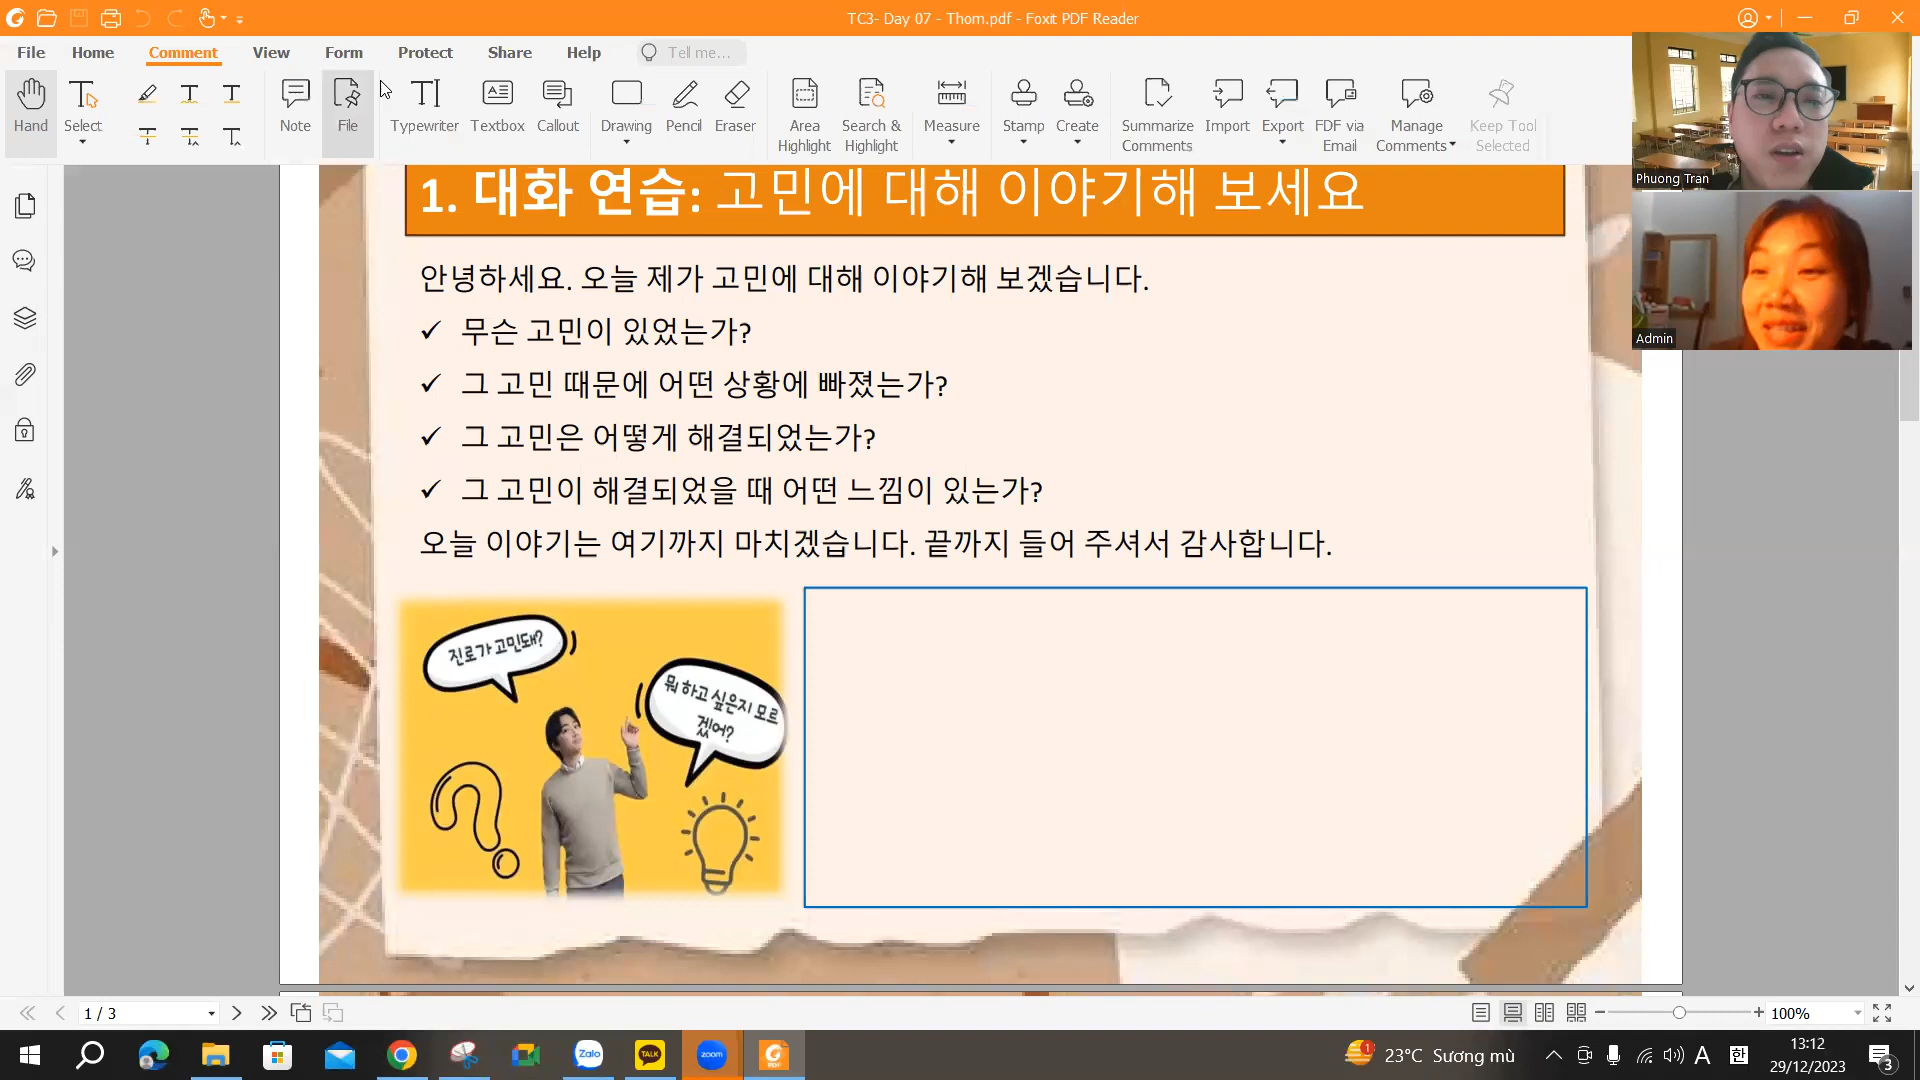 TC3- Day 07 - Thom.pdf - Foxit PDF Reader
File Home Comment View Form Protect Share Help Tell me...
Hand Select Note File Typewriter Textbox Callout Drawing Pencil Eraser Area Highlight Search & Highlight Measure Stamp Create Summarize Comments Import Export FDF via Email Manage Comments Keep Tool Selected
Phuong Tran
Admin
1. 대화 연습: 고민에 대해 이야기해 보세요
안녕하세요. 오늘 제가 고민에 대해 이야기해 보겠습니다.
✓ 무슨 고민이 있었는가?
✓ 그 고민 때문에 어떤 상황에 빠졌는가?
✓ 그 고민은 어떻게 해결되었는가?
✓ 그 고민이 해결되었을 때 어떤 느낌이 있는가?
오늘 이야기는 여기까지 마치겠습니다. 끝까지 들어 주셔서 감사합니다.
진로가 고민돼?
뭐 하고 싶은지 모르
겠어?
1 / 3
100%
Zalo TALK zoom PDF
1 23°C Sương mù A 한
13:12
29/12/2023
3